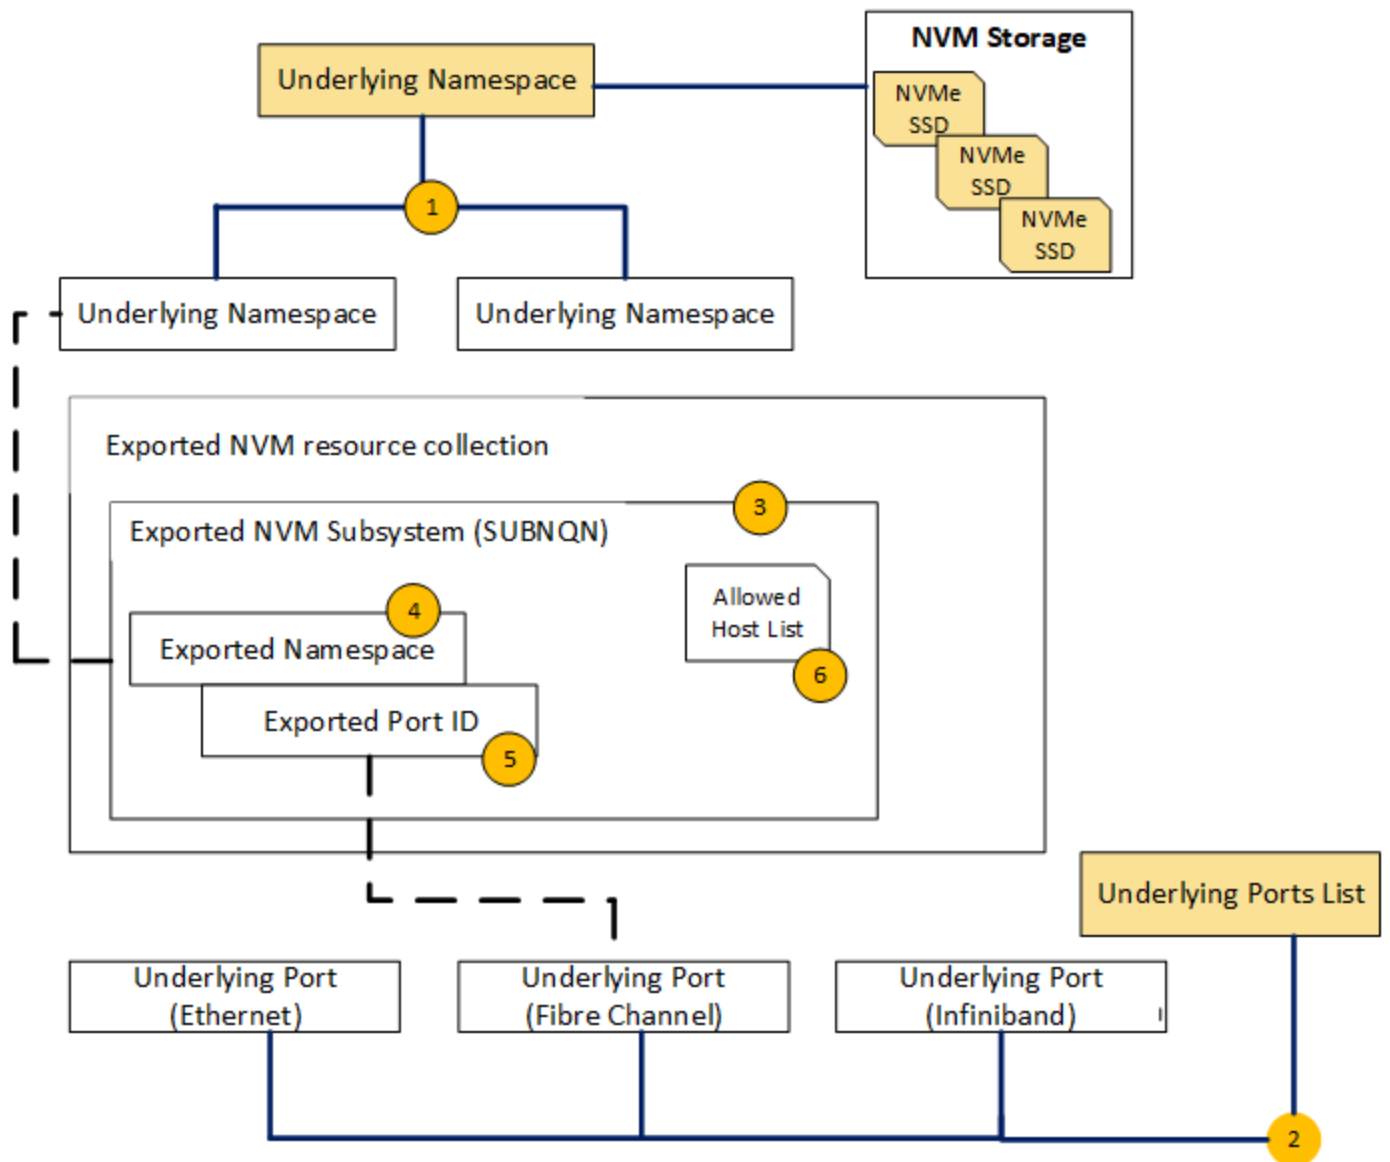 NVM Storage
Underlying Namespace
NVMe
SSD
NVMe
SSD
NVMe
SSD
1
Underlying Namespace
Underlying Namespace
Exported NVM resource collection
3
Exported NVM Subsystem (SUBNQN)
Allowed
Host List
4
Exported Namespace
6
Exported Port ID
5
Underlying Ports List
Underlying Port
(Ethernet)
Underlying Port
(Fibre Channel)
Underlying Port
(Infiniband)
2